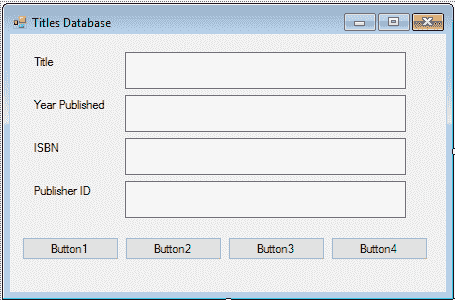 Titles Database
Title
Year Published
ISBN
Publisher ID
Button1 Button2 Button3 Button4